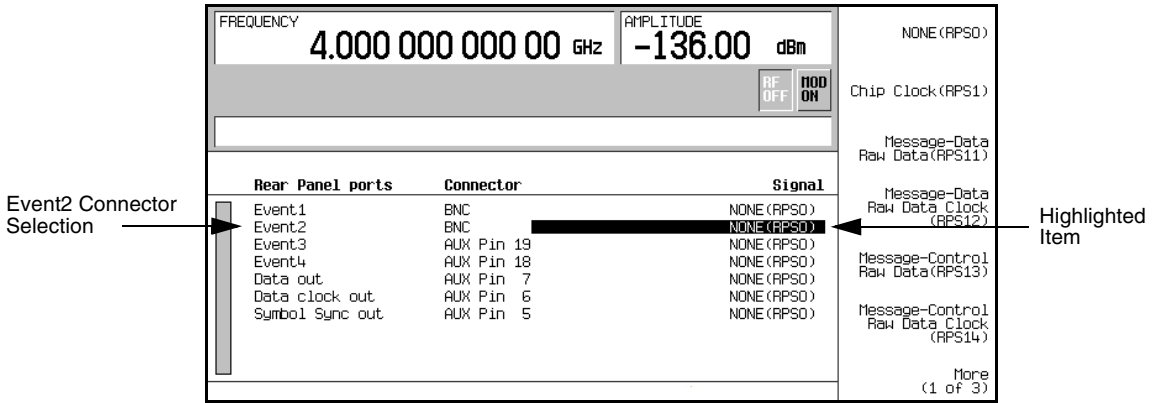 FREQUENCY
4.000 000 000 00 GHz
AMPLITUDE
-136.00 dBm
RF
OFF
MOD
ON
Rear Panel ports Connector Signal
Event1 BNC NONE(RPS0)
Event2 BNC NONE(RPS0)
Event3 AUX Pin 19 NONE(RPS0)
Event4 AUX Pin 18 NONE(RPS0)
Data out AUX Pin 7 NONE(RPS0)
Data clock out AUX Pin 6 NONE(RPS0)
Symbol Sync out AUX Pin 5 NONE(RPS0)
NONE(RPS0)
Chip Clock(RPS1)
Message-Data
Raw Data(RPS11)
Message-Data
Raw Data Clock
(RPS12)
Message-Control
Raw Data(RPS13)
Message-Control
Raw Data Clock
(RPS14)
More
(1 of 3)
Event2 Connector
Selection
Highlighted
Item